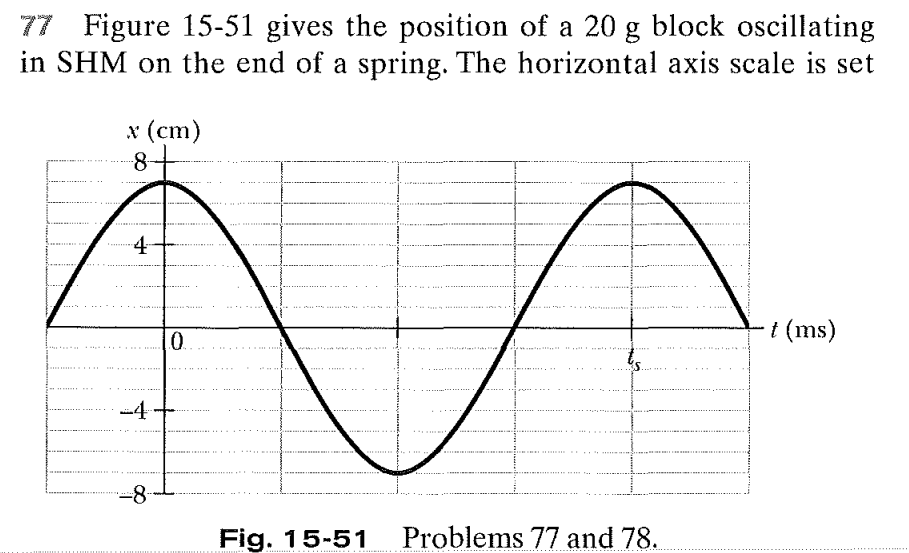 77 Figure 15-51 gives the position of a 20 g block oscillating
in SHM on the end of a spring. The horizontal axis scale is set
x (cm)
8
4
0
t (ms)
ts
–4
–8
Fig. 15-51 Problems 77 and 78.